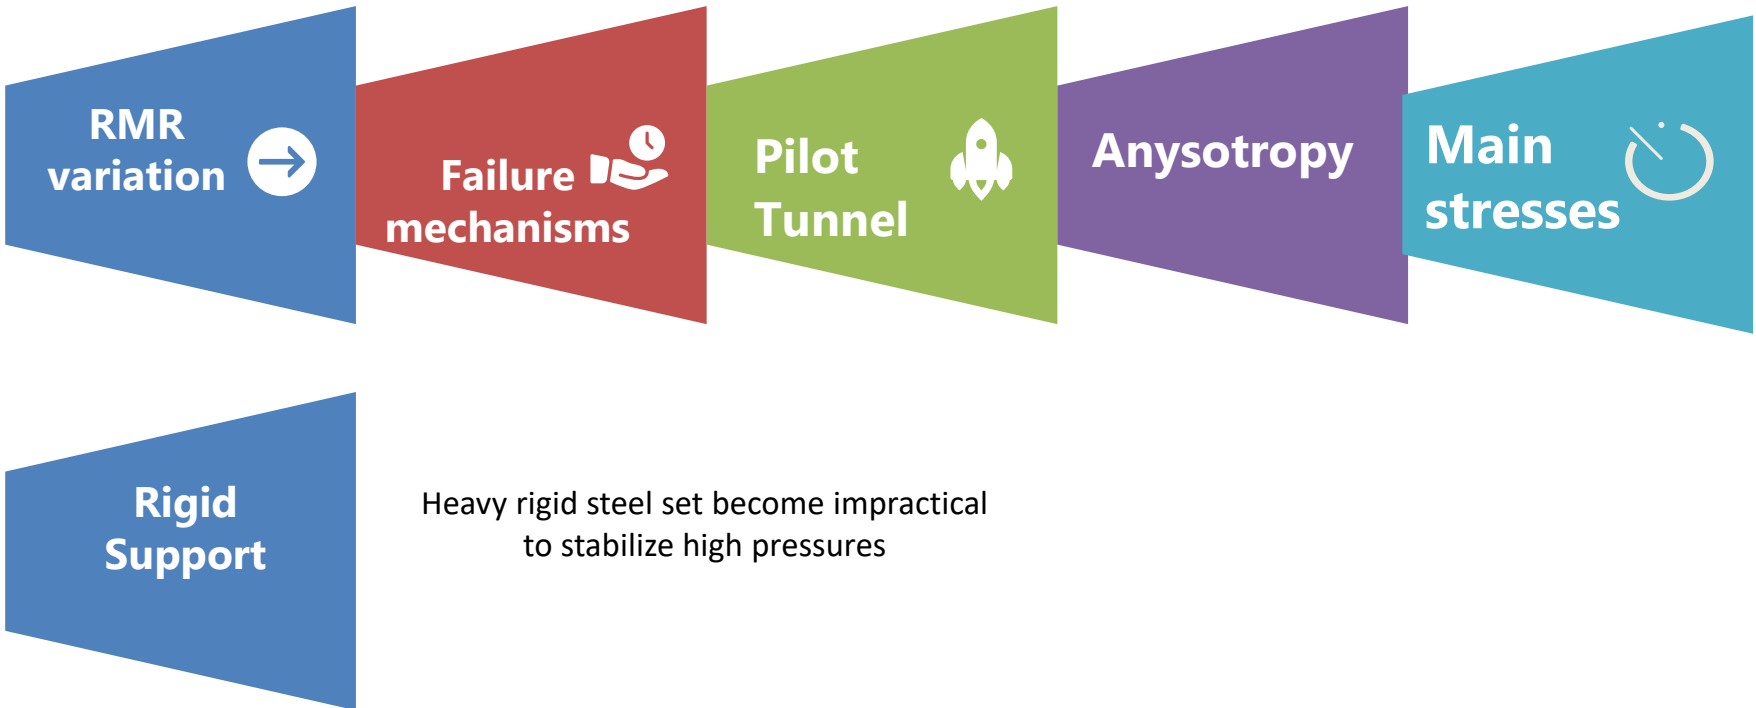 RMR
variation
Failure
mechanisms
Pilot
Tunnel
Anysotropy
Main
stresses
Rigid
Support
Heavy rigid steel set become impractical
to stabilize high pressures